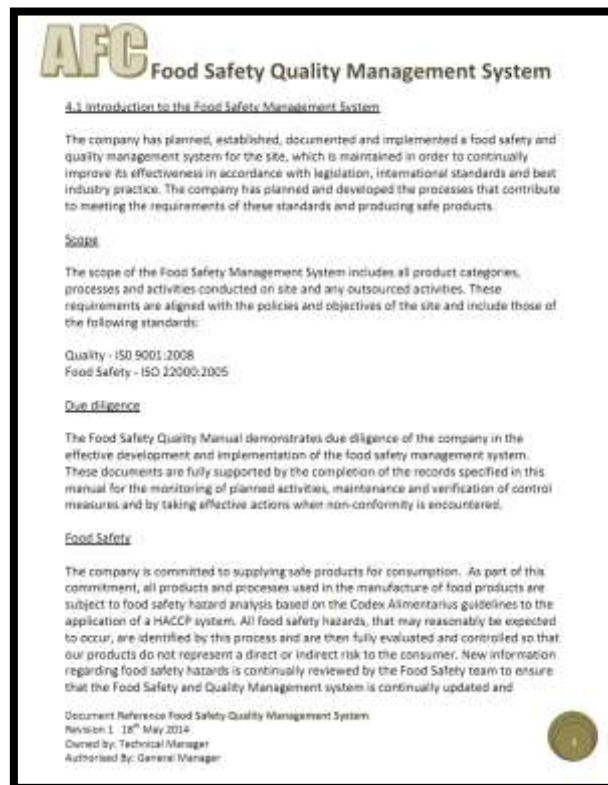 AFC Food Safety Quality Management System
4.1 Introduction to the Food Safety Management System
The company has planned, established, documented and implemented a food safety and
quality management system for the site, which is maintained in order to continually
improve its effectiveness in accordance with legislation, international standards and best
industry practice. The company has planned and developed the processes that contribute
to meeting the requirements of these standards and producing safe products.
Scope
The scope of the Food Safety Management System includes all product categories,
processes and activities conducted on site and any outsourced activities. These
requirements are aligned with the policies and objectives of the site and include those of
the following standards:
Quality - IS0 9001:2008
Food Safety - ISO 22000:2005
Due diligence
The Food Safety Quality Manual demonstrates due diligence of the company in the
effective development and implementation of the food safety management system.
These documents are fully supported by the completion of the records specified in this
manual for the monitoring of planned activities, maintenance and verification of control
measures and by taking effective actions when non-conformity is encountered.
Food Safety
The company is committed to supplying safe products for consumption. As part of this
commitment, all products and processes used in the manufacture of food products are
subject to food safety hazard analysis based on the Codex Alimentarius guidelines to the
application of a HACCP system. All food safety hazards, that may reasonably be expected
to occur, are identified by this process and are then fully evaluated and controlled so that
our products do not represent a direct or indirect risk to the consumer. New information
regarding food safety hazards is continually reviewed by the Food Safety team to ensure
that the Food Safety and Quality Management system is continually updated and
Document Reference Food Safety Quality Management System
Revision 1 18th May 2014
Owned by: Technical Manager
Authorised By: General Manager